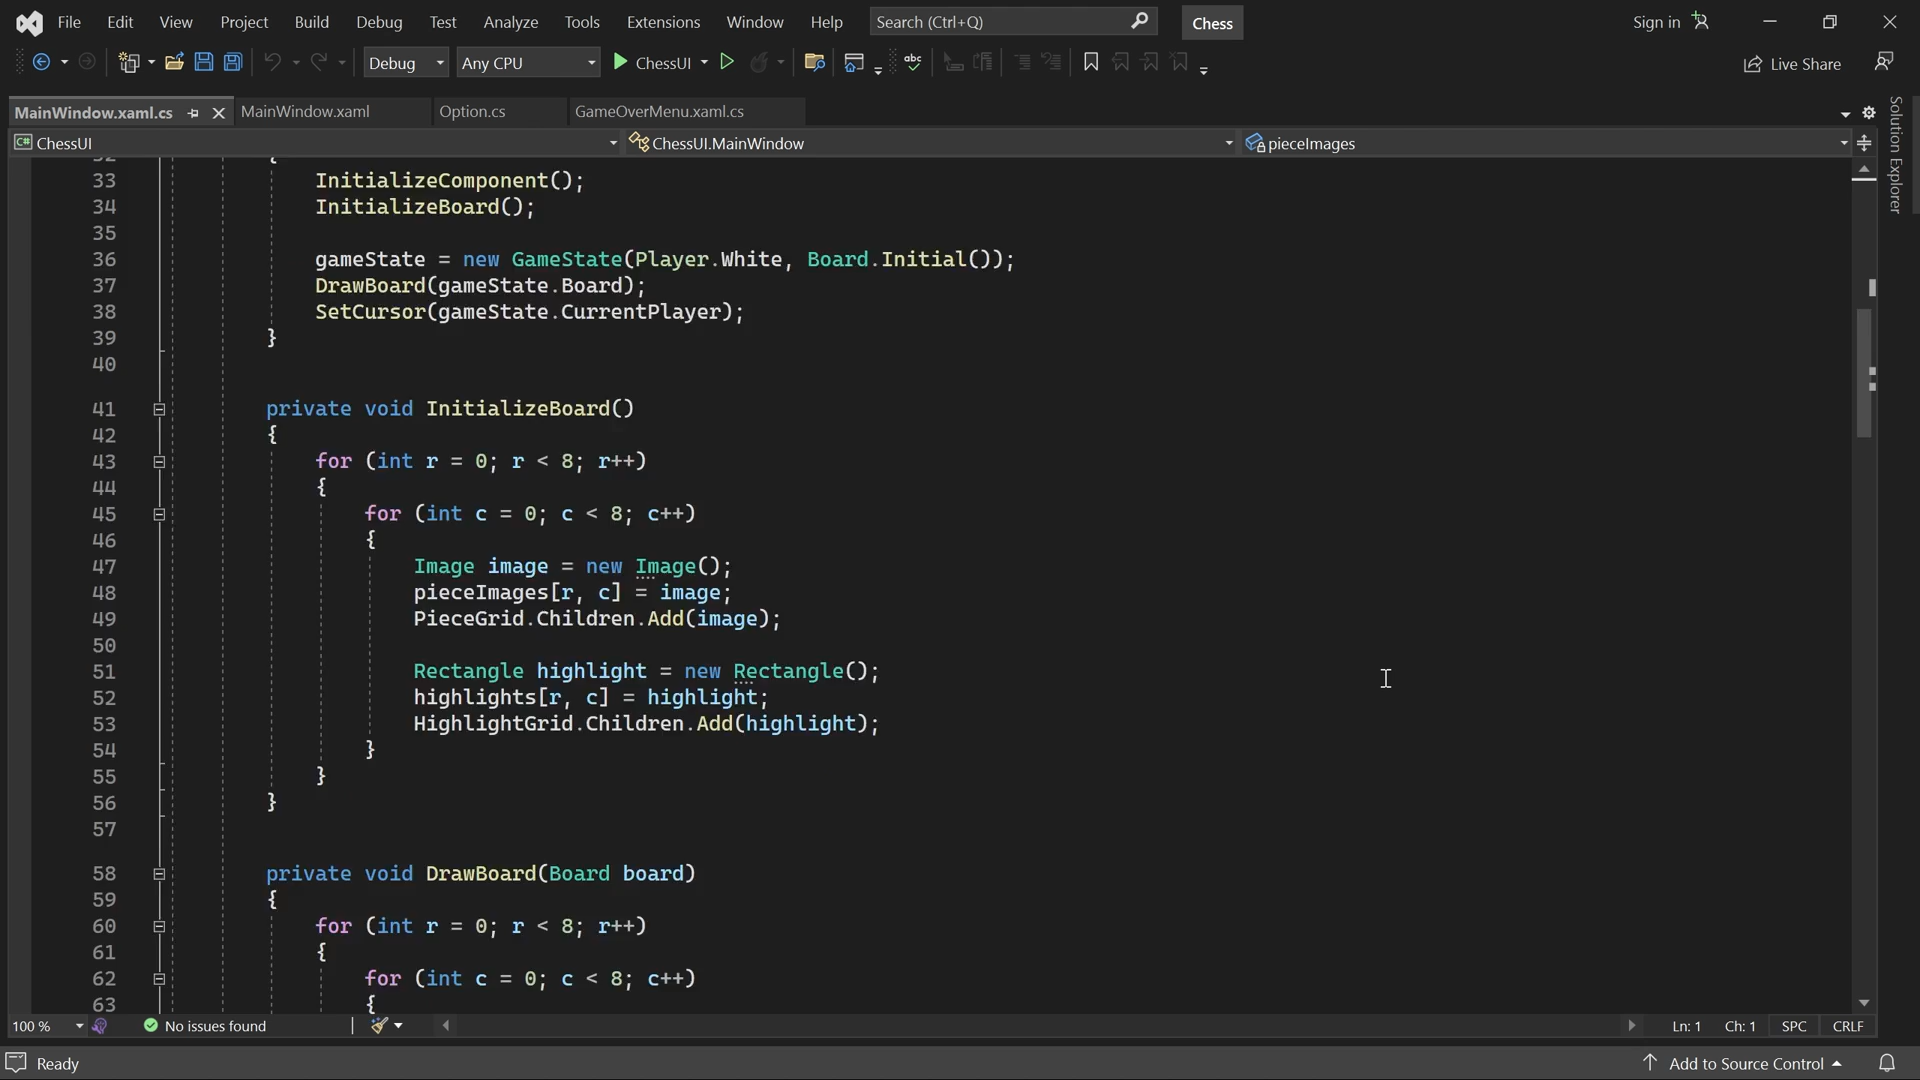 File Edit View Project Build Debug Test Analyze Tools Extensions Window Help Search (Ctrl+Q) Chess Sign in
Debug Any CPU ChessUI abc Live Share
MainWindow.xaml.cs MainWindow.xaml Option.cs GameOverMenu.xaml.cs
C# ChessUI ChessUI.MainWindow pieceImages
Solution Explorer
32 {
33 InitializeComponent();
34 InitializeBoard();
35
36 gameState = new GameState(Player.White, Board.Initial());
37 DrawBoard(gameState.Board);
38 SetCursor(gameState.CurrentPlayer);
39 }
40
41 private void InitializeBoard()
42 {
43 for (int r = 0; r < 8; r++)
44 {
45 for (int c = 0; c < 8; c++)
46 {
47 Image image = new Image();
48 pieceImages[r, c] = image;
49 PieceGrid.Children.Add(image);
50
51 Rectangle highlight = new Rectangle();
52 highlights[r, c] = highlight;
53 HighlightGrid.Children.Add(highlight);
54 }
55 }
56 }
57
58 private void DrawBoard(Board board)
59 {
60 for (int r = 0; r < 8; r++)
61 {
62 for (int c = 0; c < 8; c++)
63 {
100 % No issues found Ln: 1 Ch: 1 SPC CRLF
Ready Add to Source Control